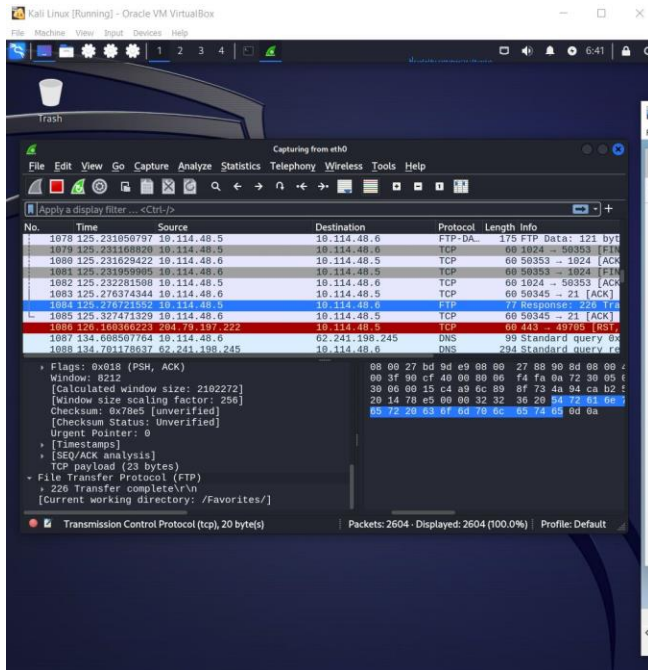 Kali Linux [Running] - Oracle VM VirtualBox
File Machine View Input Devices Help
1 2 3 4 6:41
Trash
Capturing from eth0
File Edit View Go Capture Analyze Statistics Telephony Wireless Tools Help
Apply a display filter ... <Ctrl-/>
No. Time Source Destination Protocol Length Info
1078 125.231050797 10.114.48.5 10.114.48.6 FTP-DA… 175 FTP Data: 121 byt
1079 125.231168820 10.114.48.5 10.114.48.6 TCP 60 1024 → 50353 [FIN
1080 125.231629422 10.114.48.6 10.114.48.5 TCP 60 50353 → 1024 [ACK
1081 125.231959905 10.114.48.6 10.114.48.5 TCP 60 50353 → 1024 [FIN
1082 125.232281508 10.114.48.5 10.114.48.6 TCP 60 1024 → 50353 [ACK
1083 125.276374344 10.114.48.6 10.114.48.5 TCP 60 50345 → 21 [ACK]
1084 125.276721552 10.114.48.5 10.114.48.6 FTP 77 Response: 226 Tra
1085 125.327471329 10.114.48.6 10.114.48.5 TCP 60 50345 → 21 [ACK]
1086 126.160366223 204.79.197.222 10.114.48.5 TCP 60 443 → 49705 [RST,
1087 134.608507764 10.114.48.6 62.241.198.245 DNS 99 Standard query 0x
1088 134.701178637 62.241.198.245 10.114.48.6 DNS 294 Standard query re
Flags: 0x018 (PSH, ACK)
Window: 8212
[Calculated window size: 2102272]
[Window size scaling factor: 256]
Checksum: 0x78e5 [unverified]
[Checksum Status: Unverified]
Urgent Pointer: 0
[Timestamps]
[SEQ/ACK analysis]
TCP payload (23 bytes)
File Transfer Protocol (FTP)
226 Transfer complete\r\n
[Current working directory: /Favorites/]
08 00 27 bd 9d e9 08 00 27 88 90 8d 08 00
00 3f 90 cf 40 00 80 06 f4 fa 0a 72 30 05
30 06 00 15 c4 a9 6c 89 8f 73 4a 94 ca b2
20 14 78 e5 00 00 32 32 36 20 54 72 61 6e
65 72 20 63 6f 6d 70 6c 65 74 65 0d 0a
Transmission Control Protocol (tcp), 20 byte(s) Packets: 2604 · Displayed: 2604 (100.0%) Profile: Default